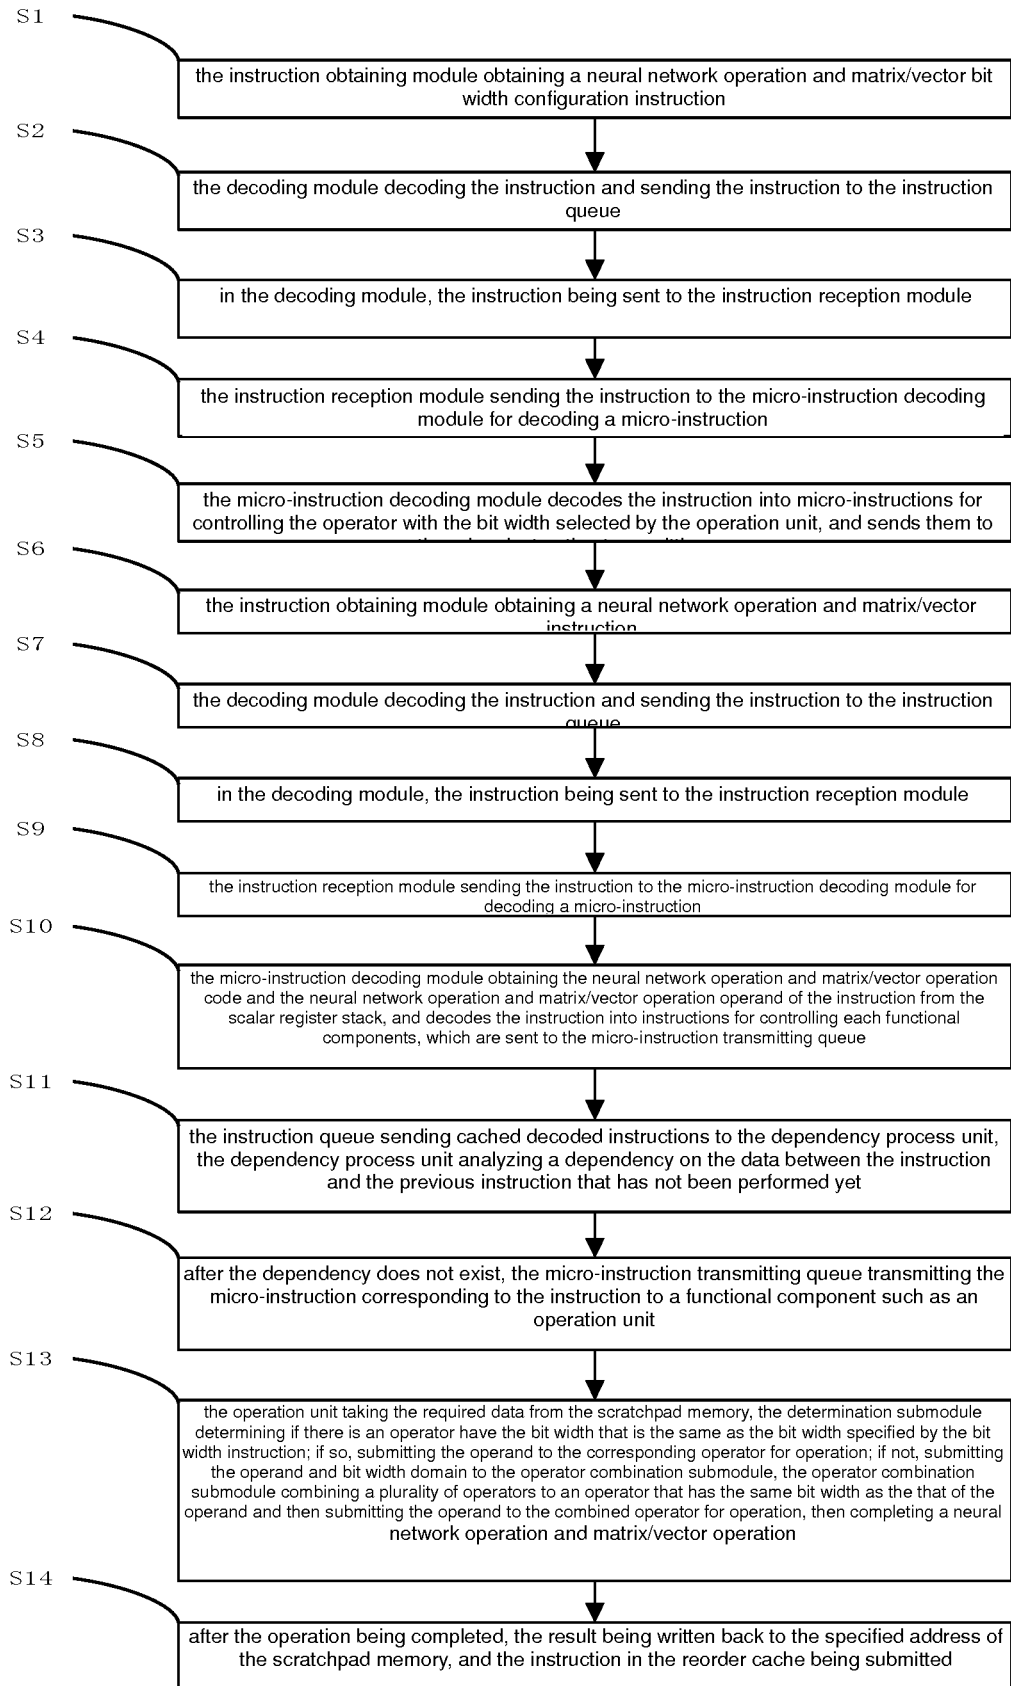 S1
the instruction obtaining module obtaining a neural network operation and matrix/vector bit
width configuration instruction
S2
the decoding module decoding the instruction and sending the instruction to the instruction
queue
S3
in the decoding module, the instruction being sent to the instruction reception module
S4
the instruction reception module sending the instruction to the micro-instruction decoding
module for decoding a micro-instruction
S5
the micro-instruction decoding module decodes the instruction into micro-instructions for
controlling the operator with the bit width selected by the operation unit, and sends them to
S6
the instruction obtaining module obtaining a neural network operation and matrix/vector
instruction
S7
the decoding module decoding the instruction and sending the instruction to the instruction
queue
S8
in the decoding module, the instruction being sent to the instruction reception module
S9
the instruction reception module sending the instruction to the micro-instruction decoding module for
decoding a micro-instruction
S10
the micro-instruction decoding module obtaining the neural network operation and matrix/vector operation
code and the neural network operation and matrix/vector operation operand of the instruction from the
scalar register stack, and decodes the instruction into instructions for controlling each functional
components, which are sent to the micro-instruction transmitting queue
S11
the instruction queue sending cached decoded instructions to the dependency process unit,
the dependency process unit analyzing a dependency on the data between the instruction
and the previous instruction that has not been performed yet
S12
after the dependency does not exist, the micro-instruction transmitting queue transmitting the
micro-instruction corresponding to the instruction to a functional component such as an
operation unit
S13
the operation unit taking the required data from the scratchpad memory, the determination submodule
determining if there is an operator have the bit width that is the same as the bit width specified by the bit
width instruction; if so, submitting the operand to the corresponding operator for operation; if not, submitting
the operand and bit width domain to the operator combination submodule, the operator combination
submodule combining a plurality of operators to an operator that has the same bit width as the that of the
operand and then submitting the operand to the combined operator for operation, then completing a neural
network operation and matrix/vector operation
S14
after the operation being completed, the result being written back to the specified address of
the scratchpad memory, and the instruction in the reorder cache being submitted